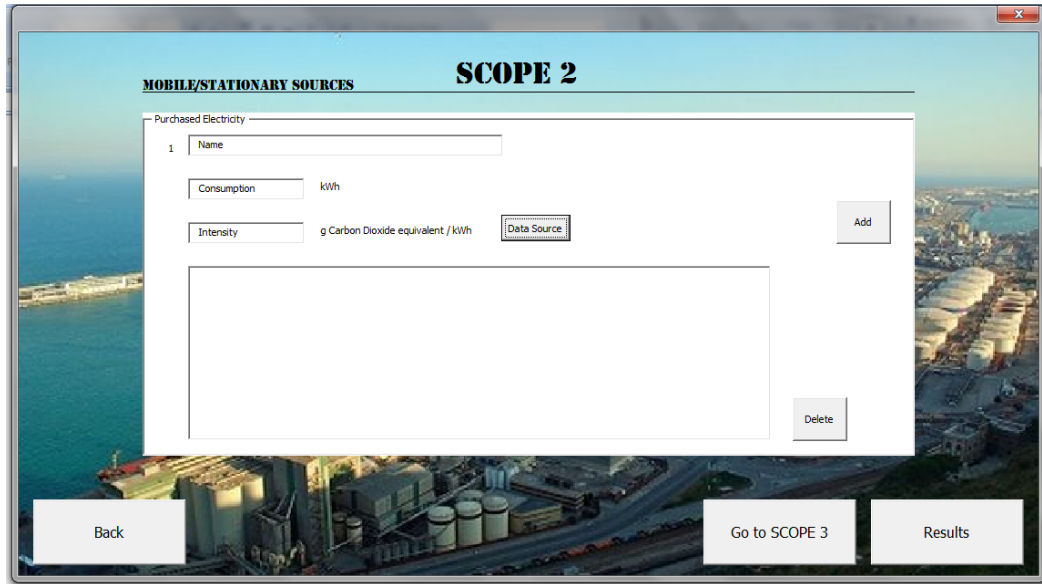 SCOPE 2
MOBILE/STATIONARY SOURCES
Purchased Electricity
1 Name
Consumption kWh
Intensity g Carbon Dioxide equivalent / kWh Data Source
Add
Delete
Back Go to SCOPE 3 Results